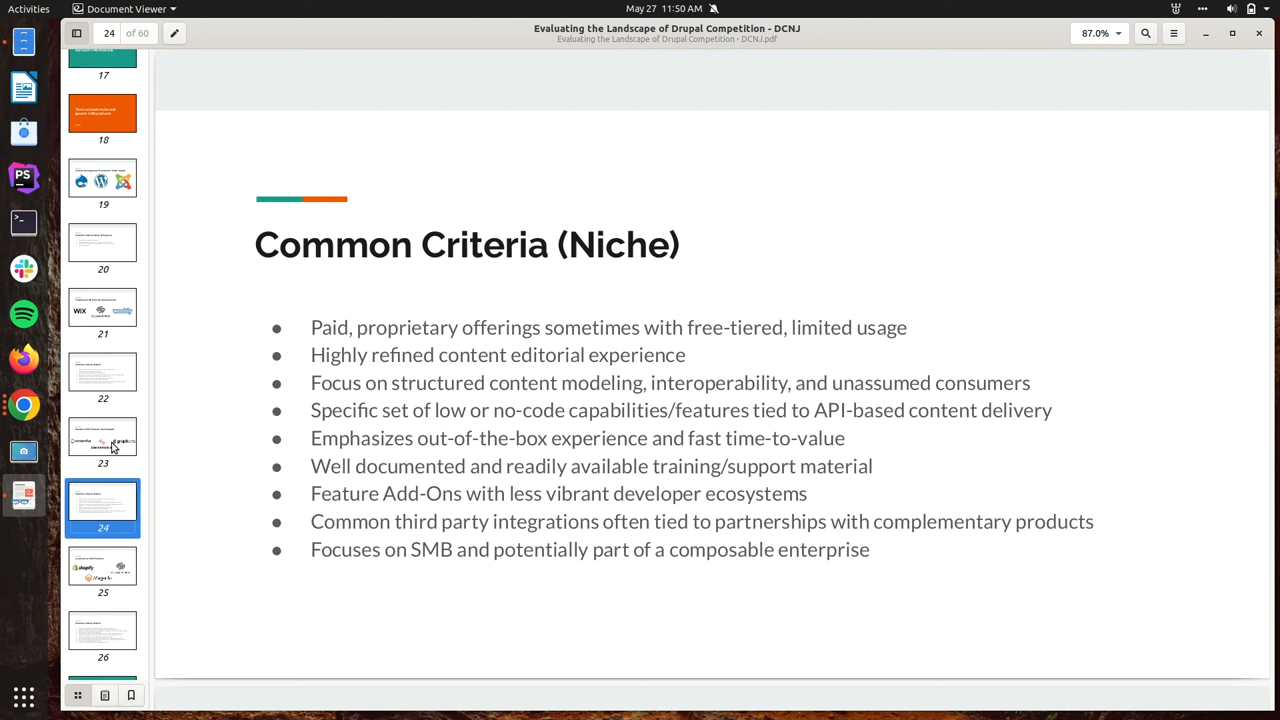 Activities
Document Viewer
May 27 11:50 AM
24 of 60
Evaluating the Landscape of Drupal Competition - DCNJ
Evaluating the Landscape of Drupal Competition - DCNJ.pdf
87.0%
17
18
19
20
WIX
weebly
21
22
23
24
shopify
25
26
PS
Common Criteria (Niche)
● Paid, proprietary offerings sometimes with free-tiered, limited usage
● Highly refined content editorial experience
● Focus on structured content modeling, interoperability, and unassumed consumers
● Specific set of low or no-code capabilities/features tied to API-based content delivery
● Emphasizes out-of-the-box experience and fast time-to-value
● Well documented and readily available training/support material
● Feature Add-Ons with less vibrant developer ecosystems
● Common third party integrations often tied to partnerships with complementary products
● Focuses on SMB and potentially part of a composable enterprise